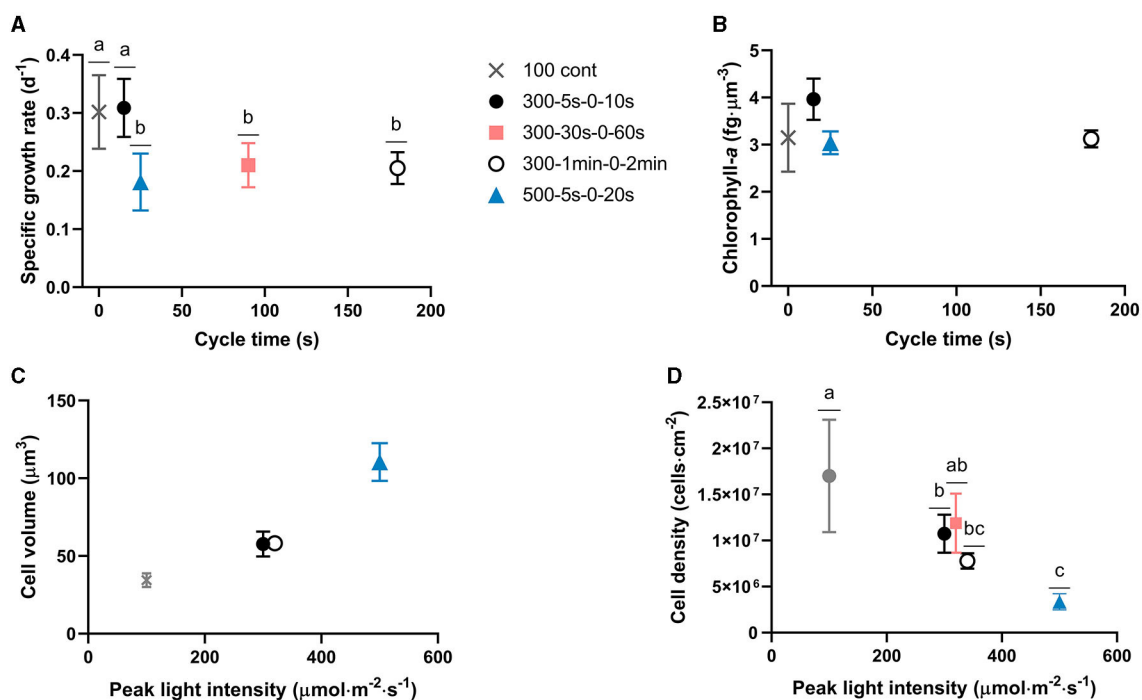 A
Specific growth rate (d⁻¹)
0.4
0.3
0.2
0.1
0.0
a
a
b
b
b
0
50
100
150
200
Cycle time (s)
100 cont
300-5s-0-10s
300-30s-0-60s
300-1min-0-2min
500-5s-0-20s
B
Chlorophyll-a (fg·µm⁻³)
5
4
3
2
1
0
0
50
100
150
200
Cycle time (s)
C
Cell volume (µm³)
150
100
50
0
0
200
400
600
Peak light intensity (µmol·m⁻²·s⁻¹)
D
Cell density (cells·cm⁻²)
2.5×10⁷
2×10⁷
1.5×10⁷
1×10⁷
5×10⁶
0
a
b
ab
bc
c
0
200
400
600
Peak light intensity (µmol·m⁻²·s⁻¹)